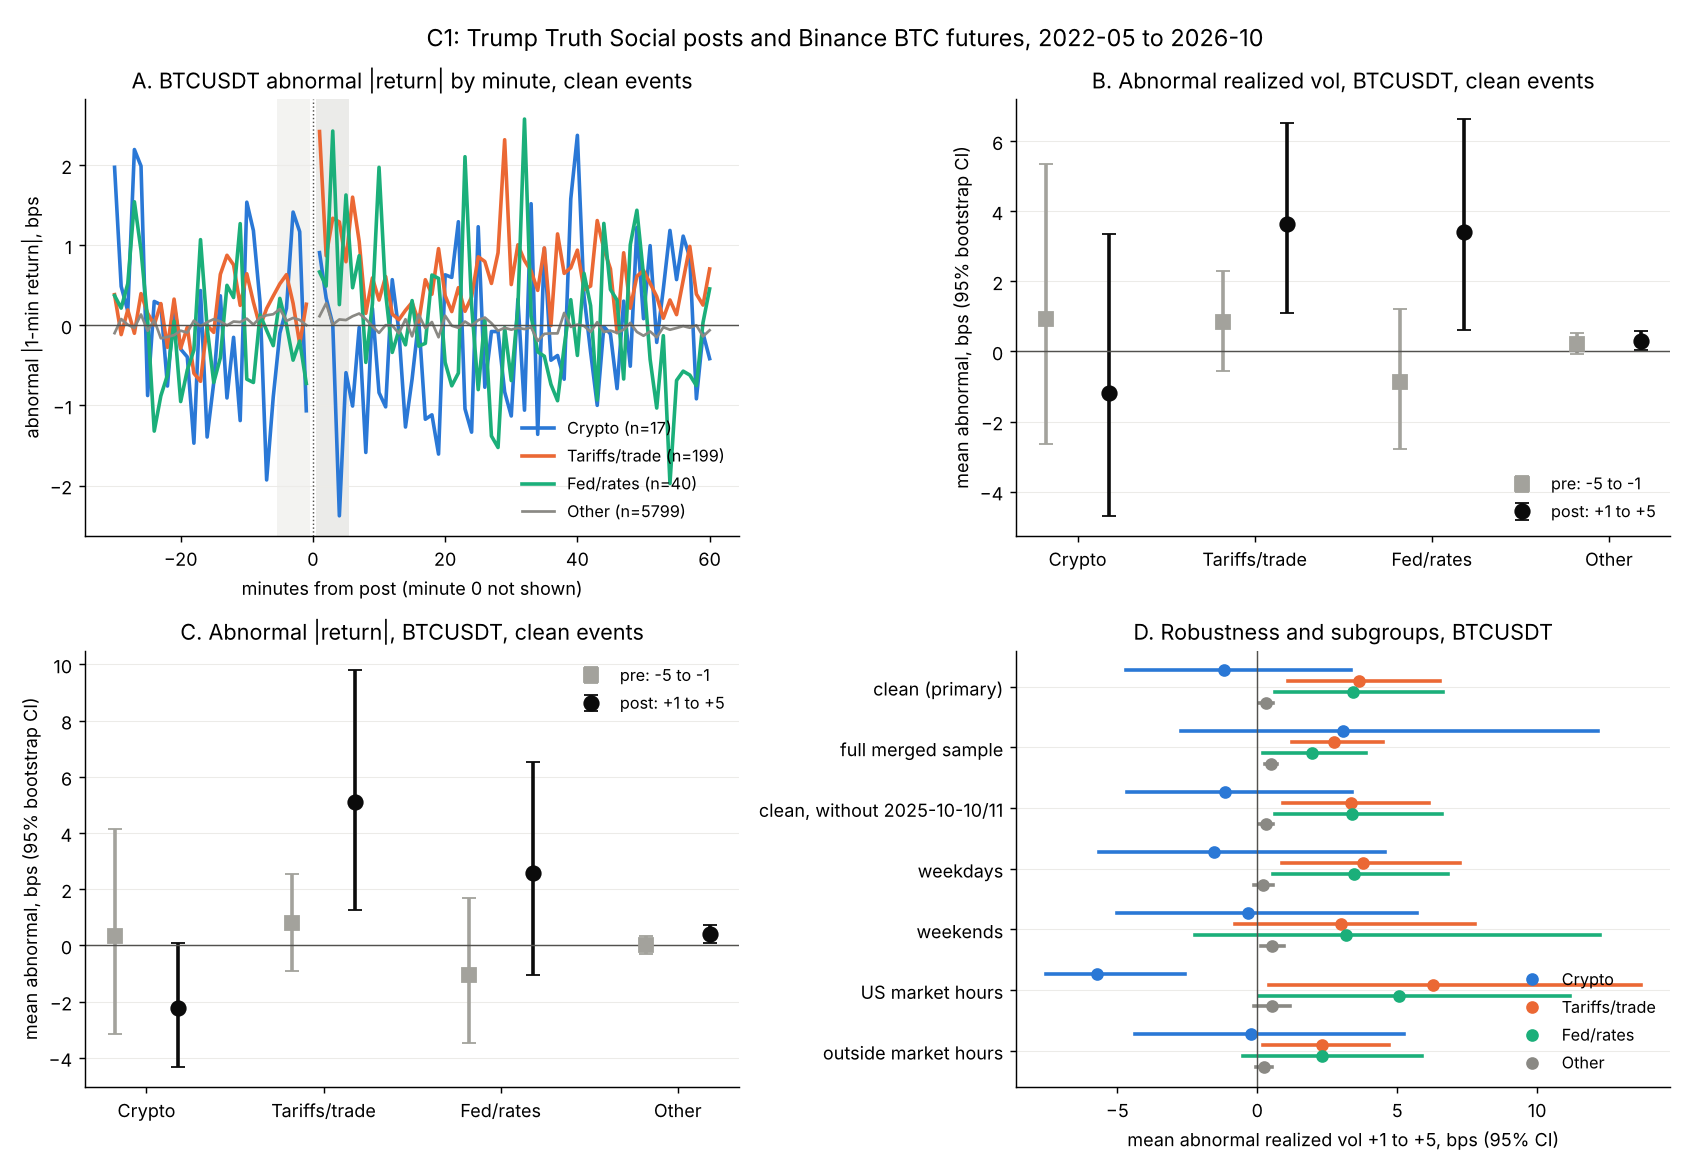 C1: Trump Truth Social posts and Binance BTC futures, 2022-05 to 2026-10
A. BTCUSDT abnormal |return| by minute, clean events
abnormal |1-min return|, bps
2
1
0
−1
−2
Crypto (n=17)
Tariffs/trade (n=199)
Fed/rates (n=40)
Other (n=5799)
−20
0
20
40
60
minutes from post (minute 0 not shown)
B. Abnormal realized vol, BTCUSDT, clean events
mean abnormal, bps (95% bootstrap CI)
6
4
2
0
−2
−4
pre: -5 to -1
post: +1 to +5
Crypto
Tariffs/trade
Fed/rates
Other
C. Abnormal |return|, BTCUSDT, clean events
mean abnormal, bps (95% bootstrap CI)
10
8
6
4
2
0
−2
−4
pre: -5 to -1
post: +1 to +5
Crypto
Tariffs/trade
Fed/rates
Other
D. Robustness and subgroups, BTCUSDT
clean (primary)
full merged sample
clean, without 2025-10-10/11
weekdays
weekends
US market hours
outside market hours
Crypto
Tariffs/trade
Fed/rates
Other
−5
0
5
10
mean abnormal realized vol +1 to +5, bps (95% CI)